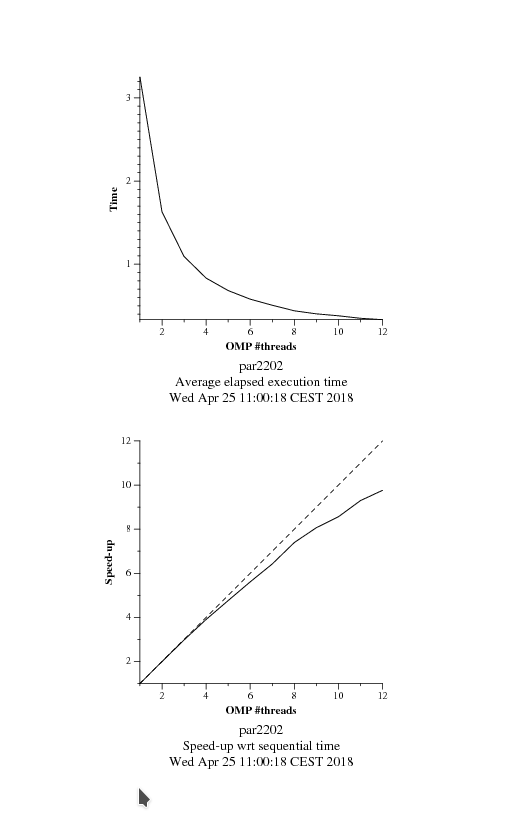 3
2
1
Time
2 4 6 8 10 12
OMP #threads
par2202
Average elapsed execution time
Wed Apr 25 11:00:18 CEST 2018
12
10
8
6
4
2
Speed-up
2 4 6 8 10 12
OMP #threads
par2202
Speed-up wrt sequential time
Wed Apr 25 11:00:18 CEST 2018